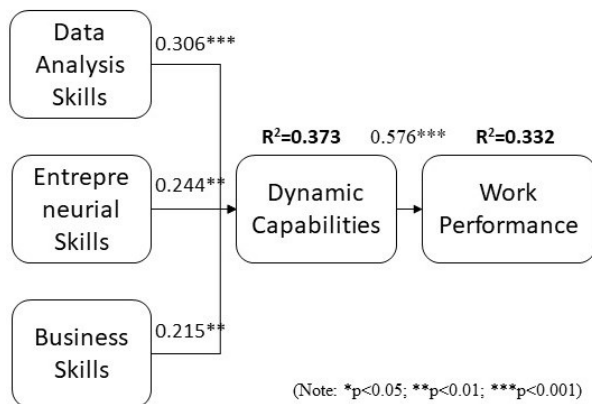 Data
Analysis
Skills
0.306***
Entrepre
neurial
Skills
0.244**
Business
Skills
0.215**
R²=0.373
Dynamic
Capabilities
0.576***
R²=0.332
Work
Performance
(Note: *p<0.05; **p<0.01; ***p<0.001)